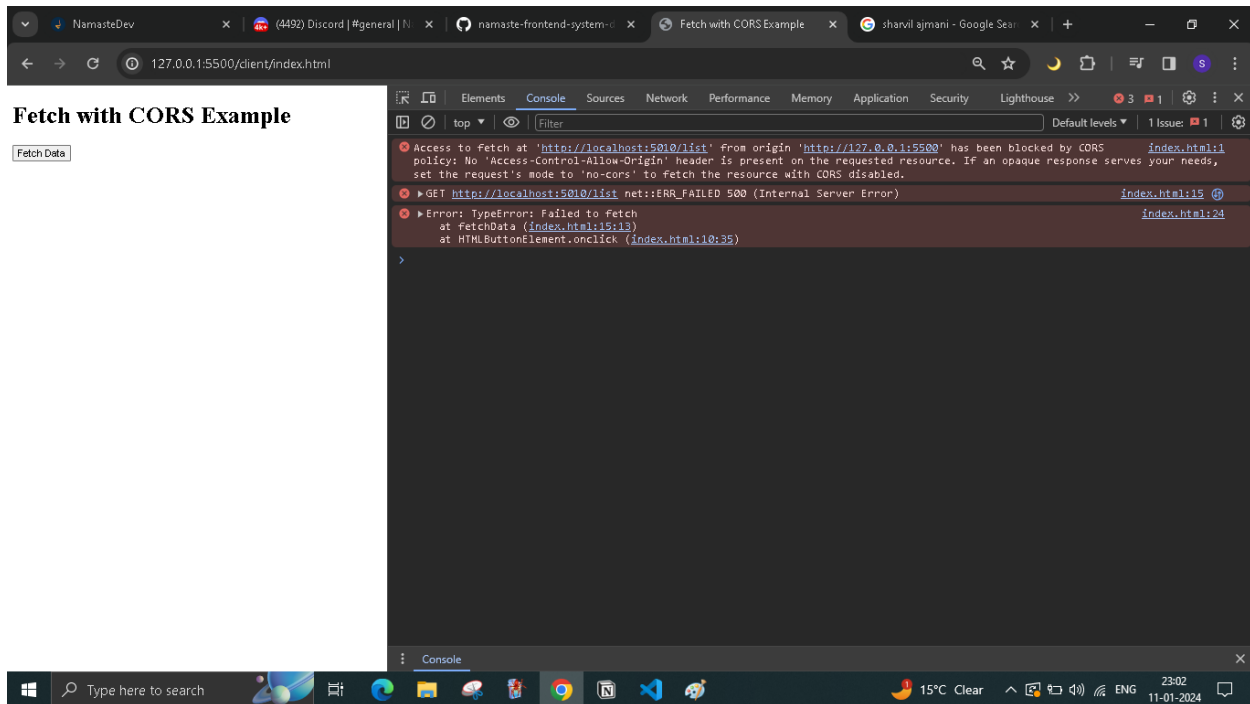 NamasteDev
(4492) Discord | #general | N
namaste-frontend-system-d
Fetch with CORS Example
sharvil ajmani - Google Sear
127.0.0.1:5500/client/index.html
S
Fetch with CORS Example
Fetch Data
Elements Console Sources Network Performance Memory Application Security Lighthouse
3 1
top Filter Default levels 1 Issue: 1
Access to fetch at 'http://localhost:5010/list' from origin 'http://127.0.0.1:5500' has been blocked by CORS index.html:1
policy: No 'Access-Control-Allow-Origin' header is present on the requested resource. If an opaque response serves your needs,
set the request's mode to 'no-cors' to fetch the resource with CORS disabled.
GET http://localhost:5010/list net::ERR_FAILED 500 (Internal Server Error) index.html:15
Error: TypeError: Failed to fetch index.html:24
at fetchData (index.html:15:13)
at HTMLButtonElement.onclick (index.html:10:35)
Console
Type here to search
15°C Clear
ENG
23:02
11-01-2024